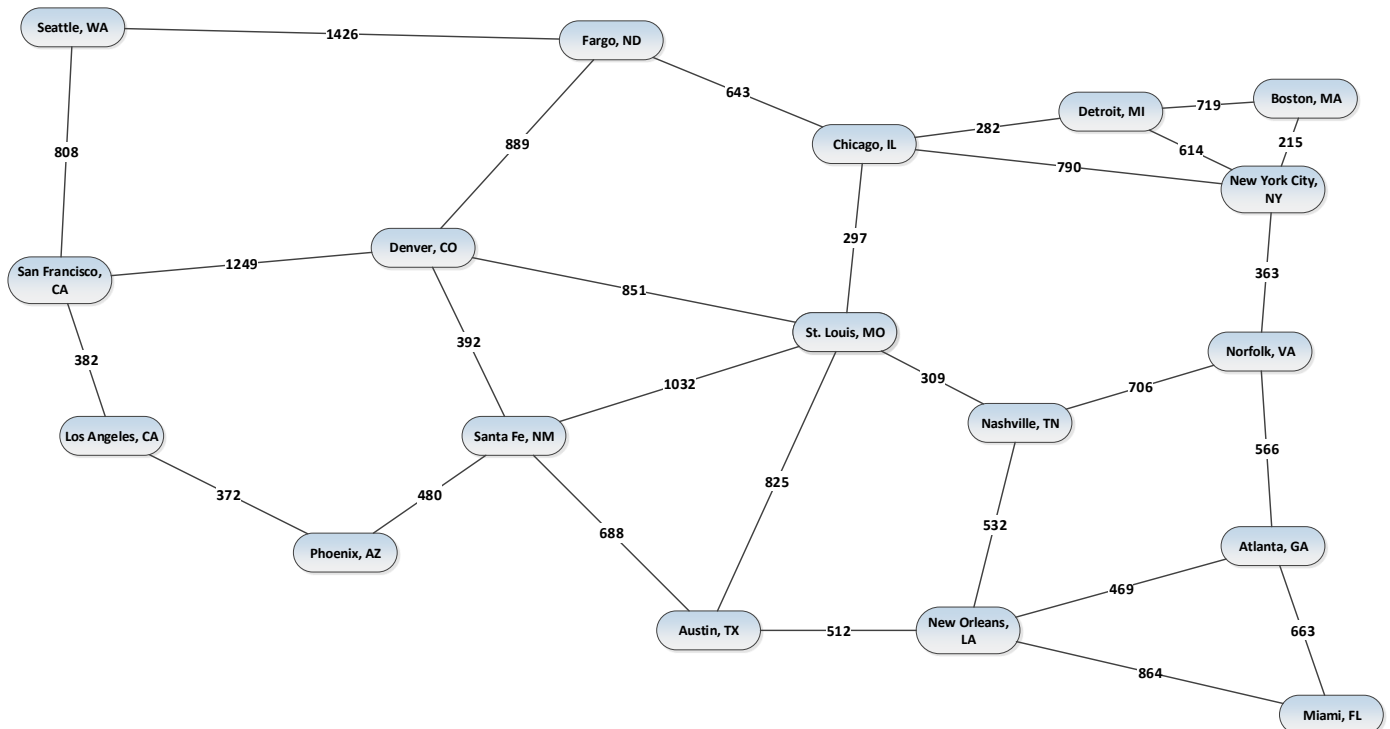 Seattle, WA
1426
Fargo, ND
643
Detroit, MI
719
Boston, MA
282
614
215
Chicago, IL
790
New York City,
NY
808
889
297
363
San Francisco,
CA
1249
Denver, CO
851
392
St. Louis, MO
1032
309
706
Norfolk, VA
382
Nashville, TN
566
Los Angeles, CA
Santa Fe, NM
372
480
825
532
688
Phoenix, AZ
Atlanta, GA
469
Austin, TX
512
New Orleans,
LA
663
864
Miami, FL